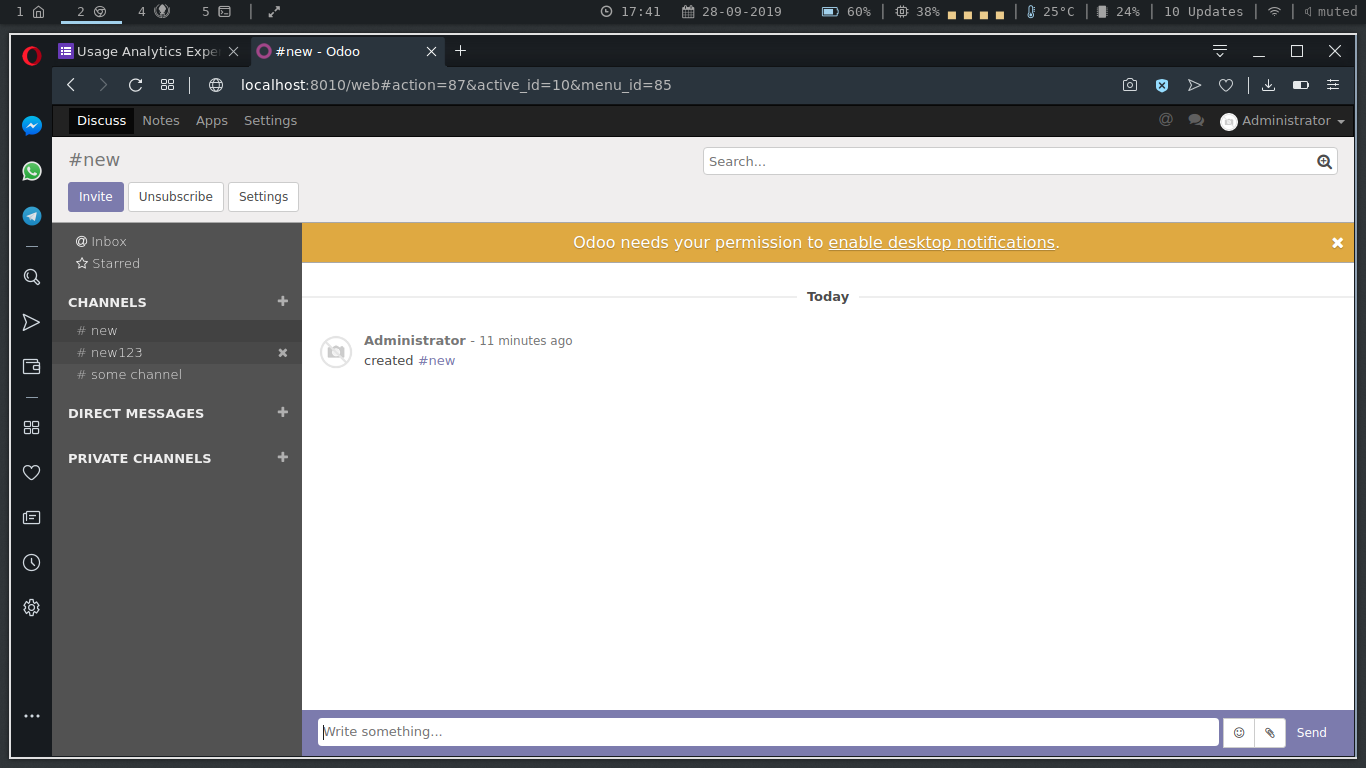 1 2 4 5 17:41 28-09-2019 60% 38% 25°C 24% 10 Updates muted
Usage Analytics Expe #new - Odoo
localhost:8010/web#action=87&active_id=10&menu_id=85
Discuss Notes Apps Settings @ Administrator
#new Search...
Invite Unsubscribe Settings
Inbox
Starred
CHANNELS
# new
# new123
# some channel
DIRECT MESSAGES
PRIVATE CHANNELS
Odoo needs your permission to enable desktop notifications.
Today
Administrator - 11 minutes ago
created #new
Write something... Send